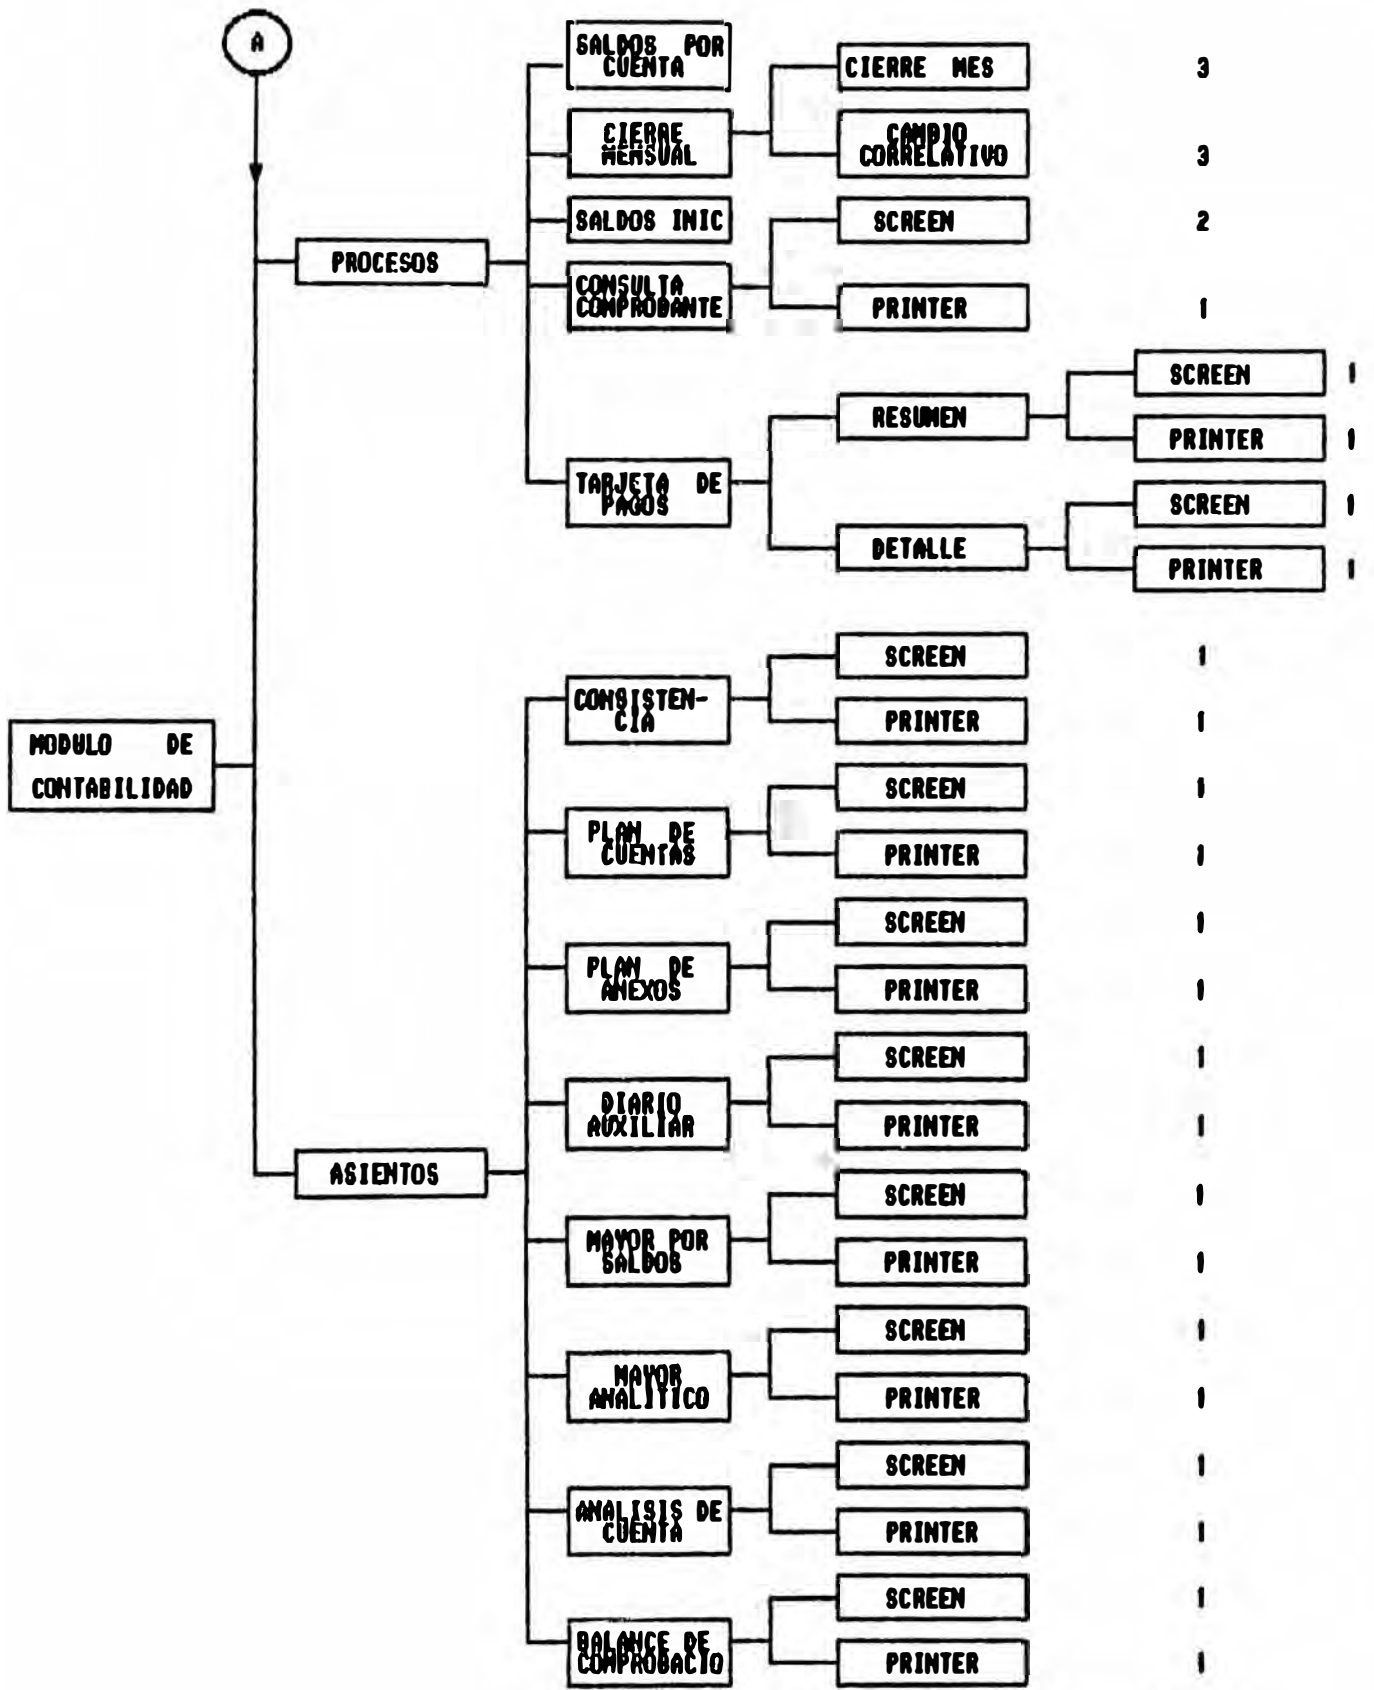 A
SALDOS POR
CUENTA
CIERRE MES 3
CIERRE
MENSUAL
CAMBIO
CORRELATIVO 3
SALDOS INIC
SCREEN 2
PROCESOS
CONSULTA
COMPROBANTE
PRINTER 1
SCREEN 1
RESUMEN
PRINTER 1
TARJETA DE
PAGOS
SCREEN 1
DETALLE
PRINTER 1
SCREEN 1
CONSISTEN-
CIA
PRINTER 1
MODULO DE
CONTABILIDAD
SCREEN 1
PLAN DE
CUENTAS
PRINTER 1
SCREEN 1
PLAN DE
ANEXOS
PRINTER 1
SCREEN 1
DIARIO
AUXILIAR
PRINTER 1
ASIENTOS
SCREEN 1
MAYOR POR
SALDOS
PRINTER 1
SCREEN 1
MAYOR
ANALITICO
PRINTER 1
SCREEN 1
ANALISIS DE
CUENTA
PRINTER 1
SCREEN 1
BALANCE DE
COMPROBACIO
PRINTER 1